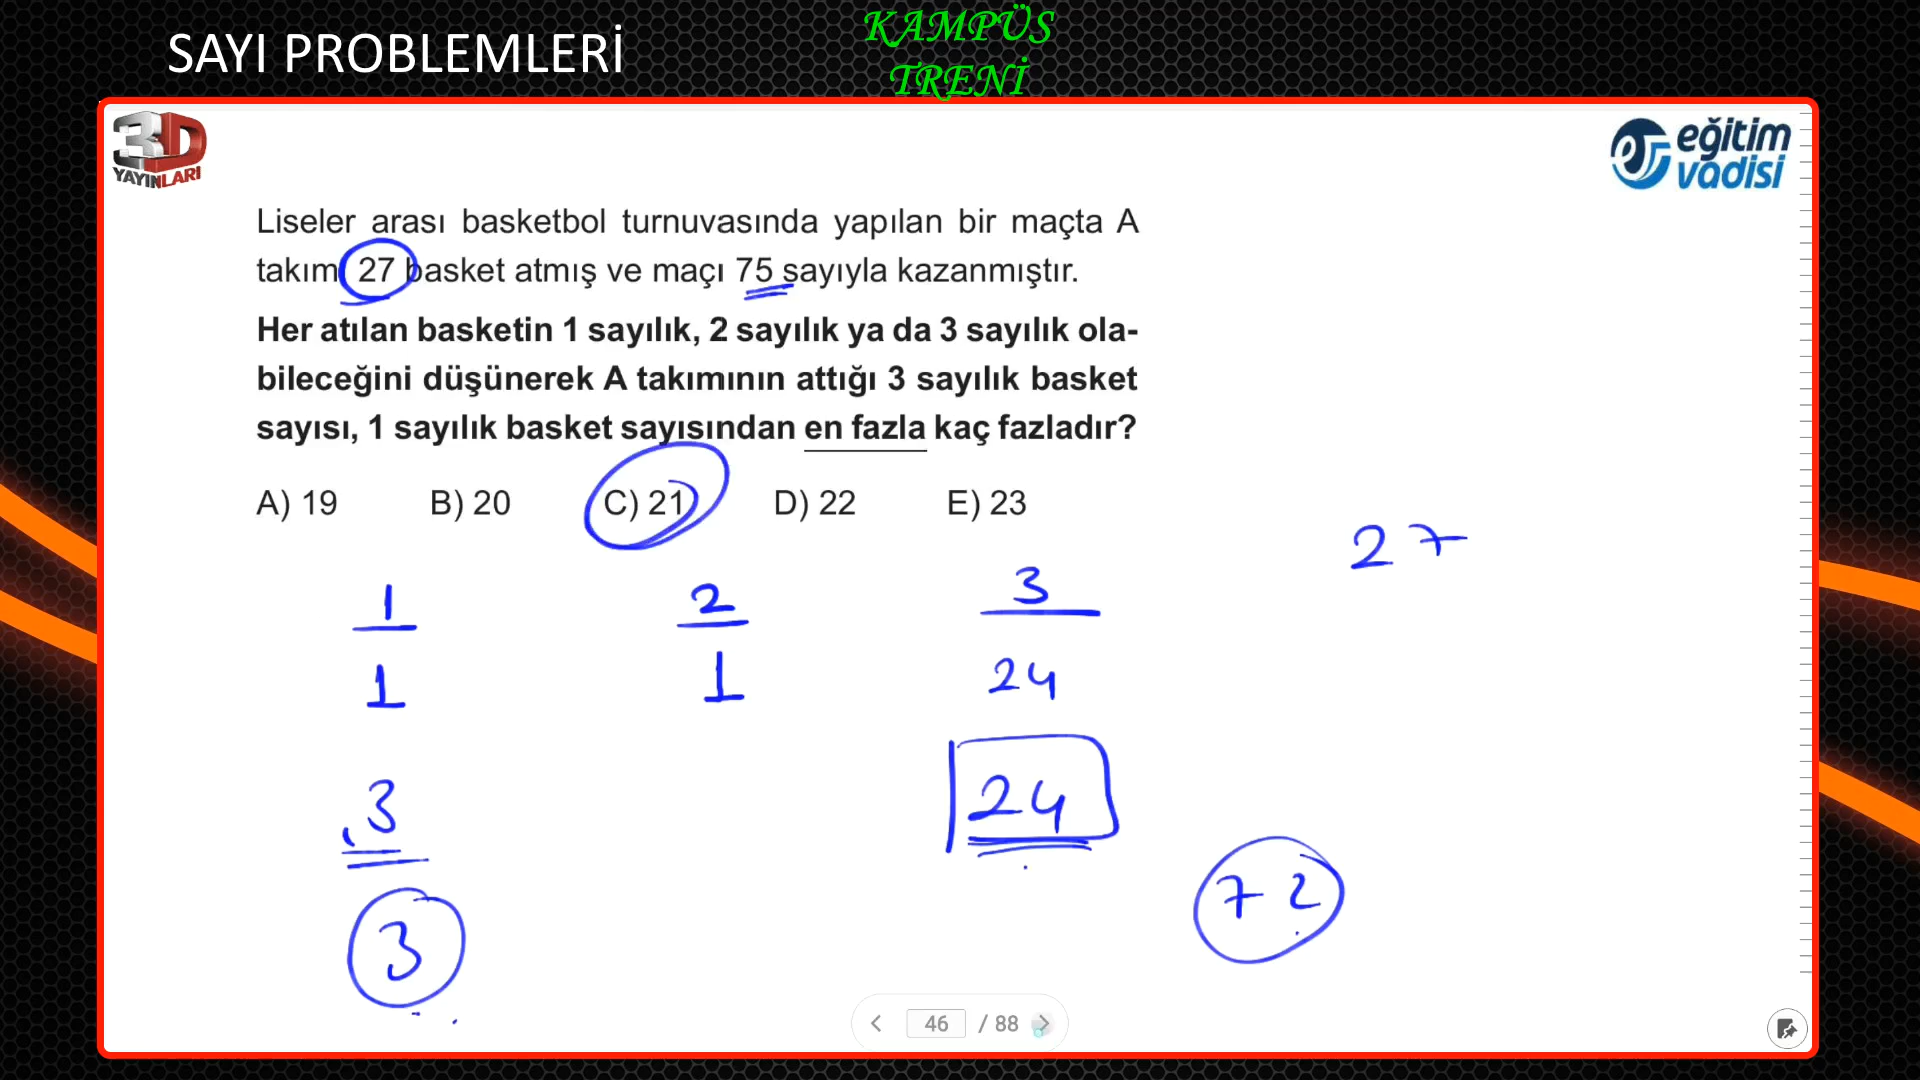 SAYI PROBLEMLERİ
KAMPÜS
TRENİ
3D
YAYINLARI
eğitim
vadisi
Liseler arası basketbol turnuvasında yapılan bir maçta A
takım 27 basket atmış ve maçı 75 sayıyla kazanmıştır.
Her atılan basketin 1 sayılık, 2 sayılık ya da 3 sayılık ola-
bileceğini düşünerek A takımının attığı 3 sayılık basket
sayısı, 1 sayılık basket sayısından en fazla kaç fazladır?
A) 19 B) 20 C) 21 D) 22 E) 23
27
1 2 3
1 1 24
3 24
72
3
46 / 88